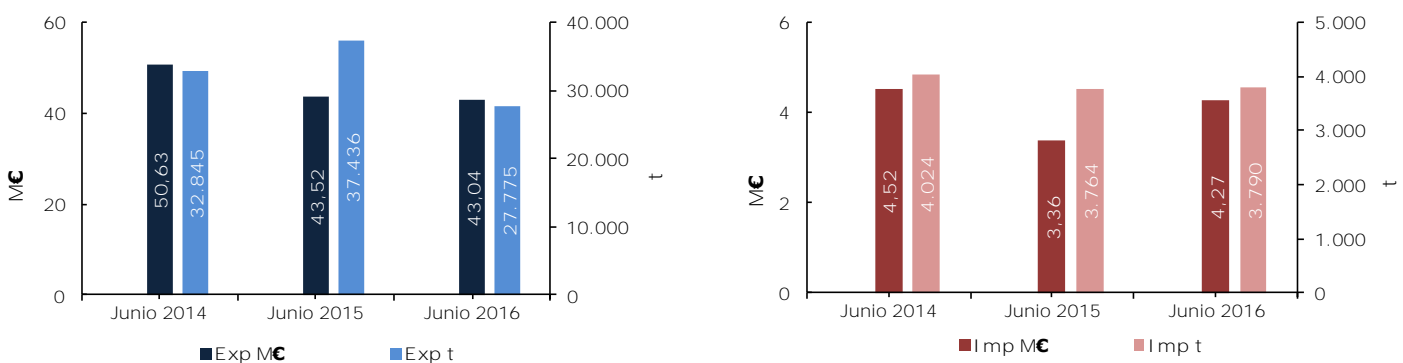 60
40
20
0
M€
50,63
32.845
43,52
37.436
43,04
27.775
40.000
30.000
20.000
10.000
0
t
Junio 2014
Junio 2015
Junio 2016
Exp M€
Exp t
6
4
2
0
M€
4,52
4.024
3,36
3.764
4,27
3.790
5.000
4.000
3.000
2.000
1.000
0
t
Junio 2014
Junio 2015
Junio 2016
Imp M€
Imp t